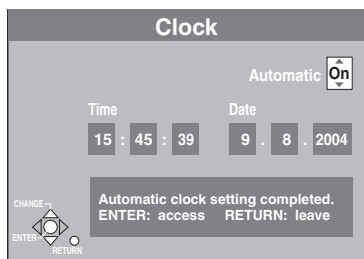 Clock
Automatic On
Time Date
15 : 45 : 39 9 . 8 . 2004
Automatic clock setting completed.
ENTER: access RETURN: leave
CHANGE
ENTER
RETURN